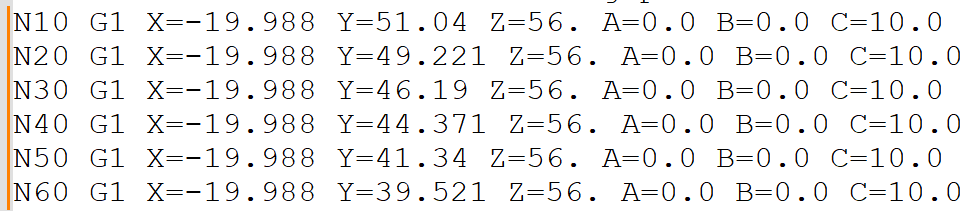 N10 G1 X=-19.988 Y=51.04 Z=56. A=0.0 B=0.0 C=10.0
N20 G1 X=-19.988 Y=49.221 Z=56. A=0.0 B=0.0 C=10.0
N30 G1 X=-19.988 Y=46.19 Z=56. A=0.0 B=0.0 C=10.0
N40 G1 X=-19.988 Y=44.371 Z=56. A=0.0 B=0.0 C=10.0
N50 G1 X=-19.988 Y=41.34 Z=56. A=0.0 B=0.0 C=10.0
N60 G1 X=-19.988 Y=39.521 Z=56. A=0.0 B=0.0 C=10.0